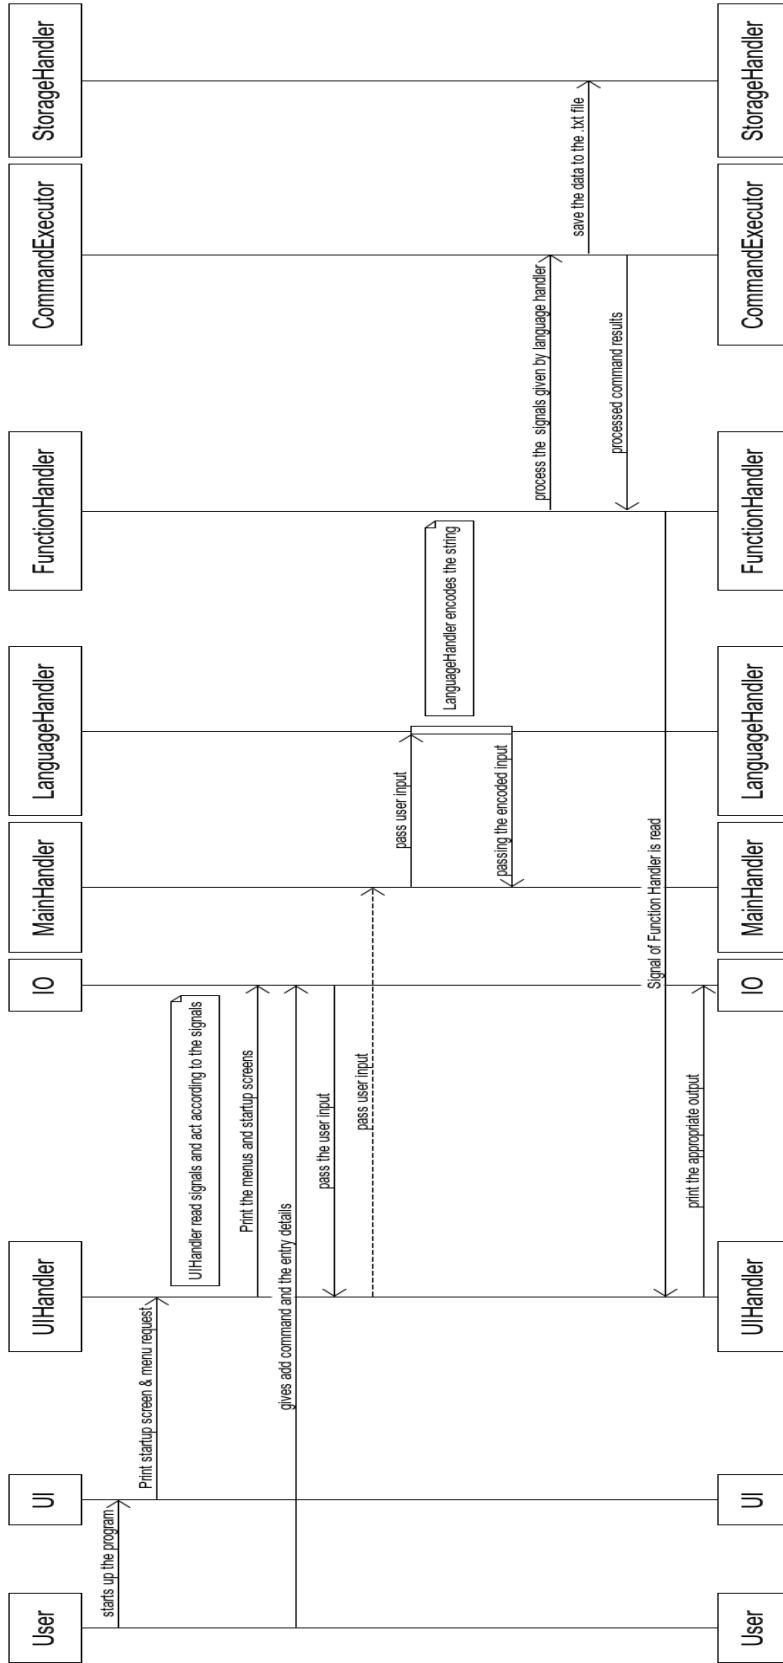 User
UI
UIHandler
IO
MainHandler
LanguageHandler
FunctionHandler
CommandExecutor
StorageHandler
starts up the program
Print startup screen & menu request
UIHandler read signals and act according to the signals
Print the menus and startup screens
gives add command and the entry details
pass the user input
pass user input
pass user input
LanguageHandler encodes the string
passing the encoded input
process the signals given by language handler
save the data to the .txt file
processed command results
Signal of Function Handler is read
print the appropriate output
User
UI
UIHandler
IO
MainHandler
LanguageHandler
FunctionHandler
CommandExecutor
StorageHandler